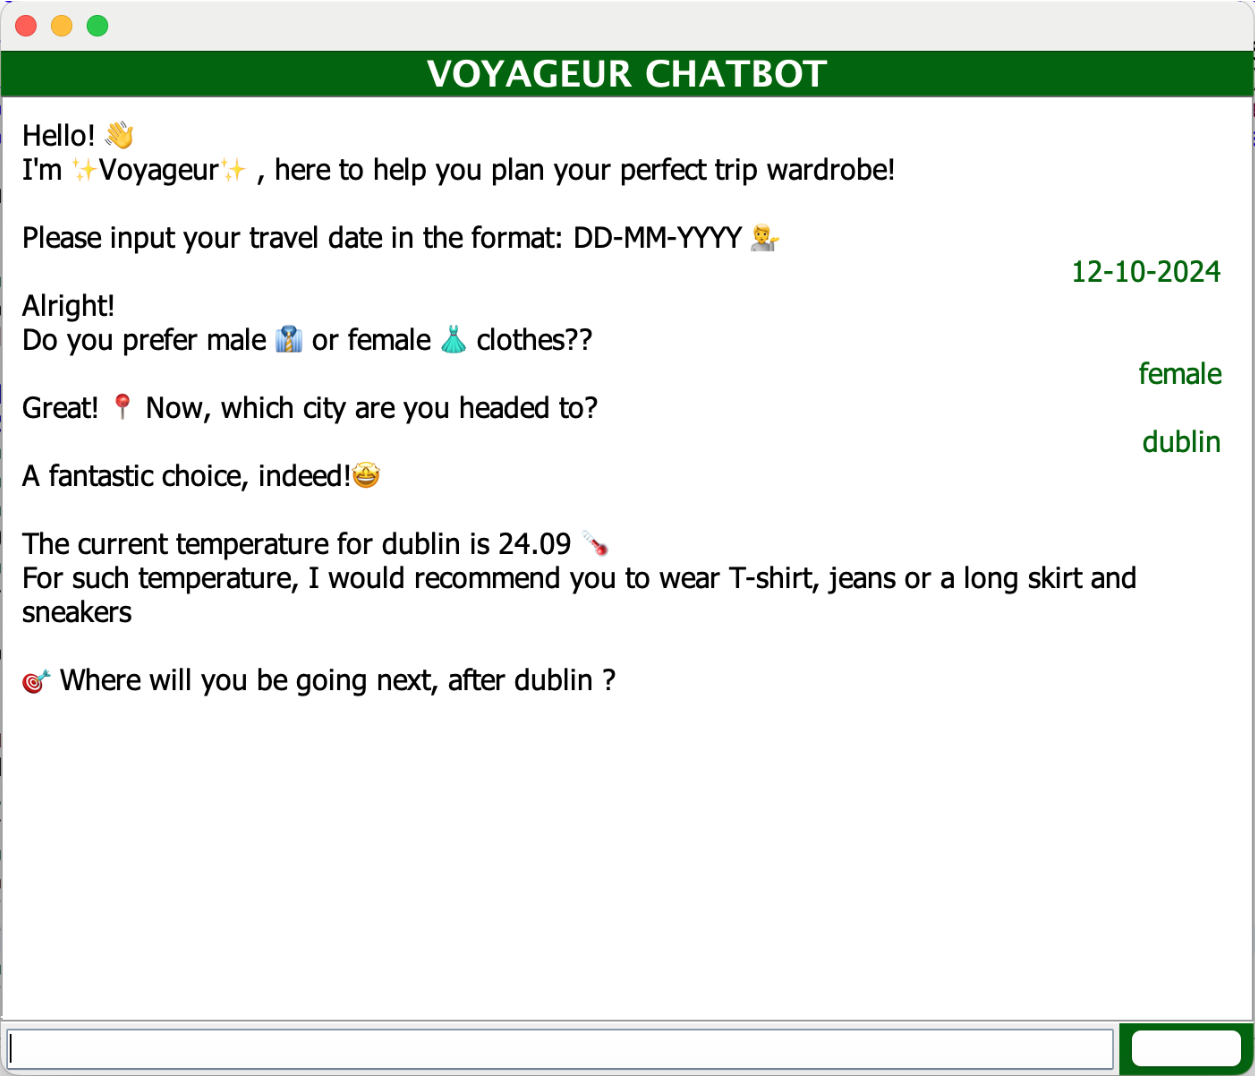 VOYAGEUR CHATBOT
Hello! 👋
I'm ✨Voyageur✨ , here to help you plan your perfect trip wardrobe!
Please input your travel date in the format: DD-MM-YYYY 💁
12-10-2024
Alright!
Do you prefer male 👔 or female 👗 clothes??
female
Great! 📍 Now, which city are you headed to?
dublin
A fantastic choice, indeed!🤩
The current temperature for dublin is 24.09 🌡️
For such temperature, I would recommend you to wear T-shirt, jeans or a long skirt and
sneakers
🎯 Where will you be going next, after dublin ?